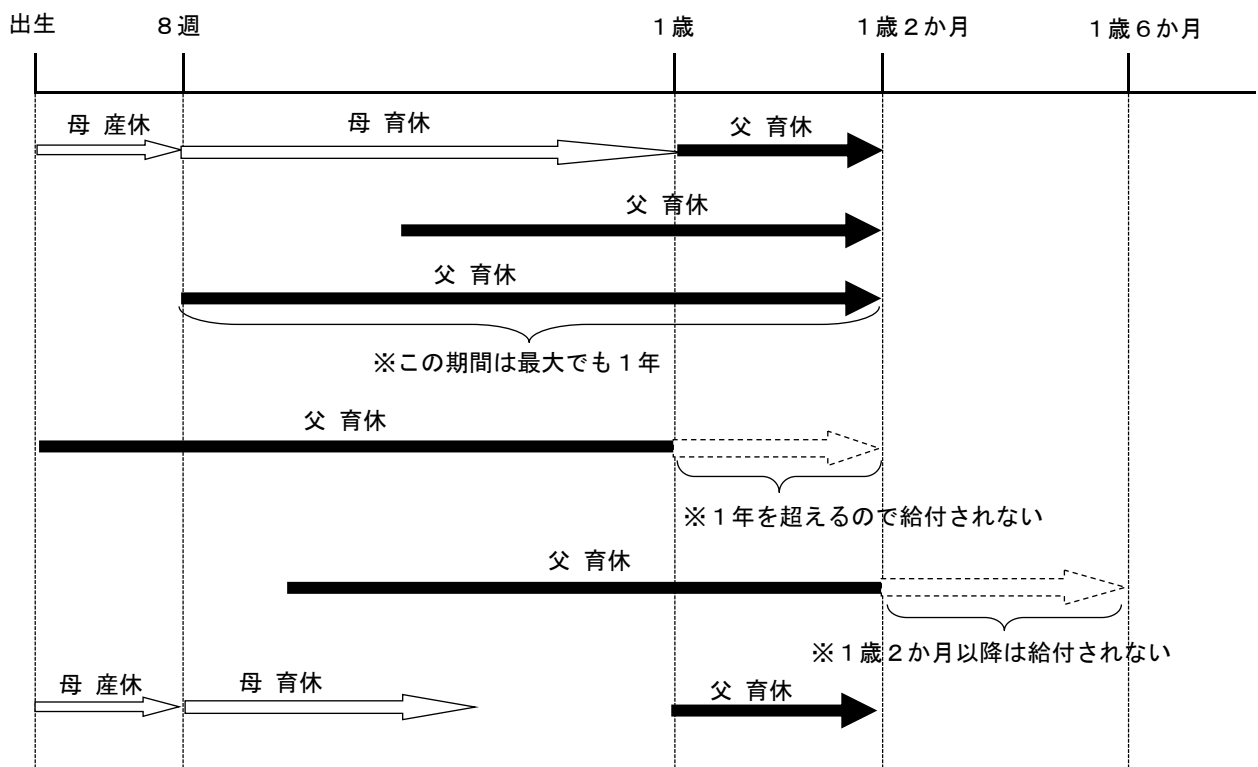 出生 8週 1歳 1歳2か月 1歳6か月
母 産休 母 育休 父 育休
父 育休
父 育休
※この期間は最大でも1年
父 育休
※1年を超えるので給付されない
父 育休
※1歳2か月以降は給付されない
母 産休 母 育休 父 育休